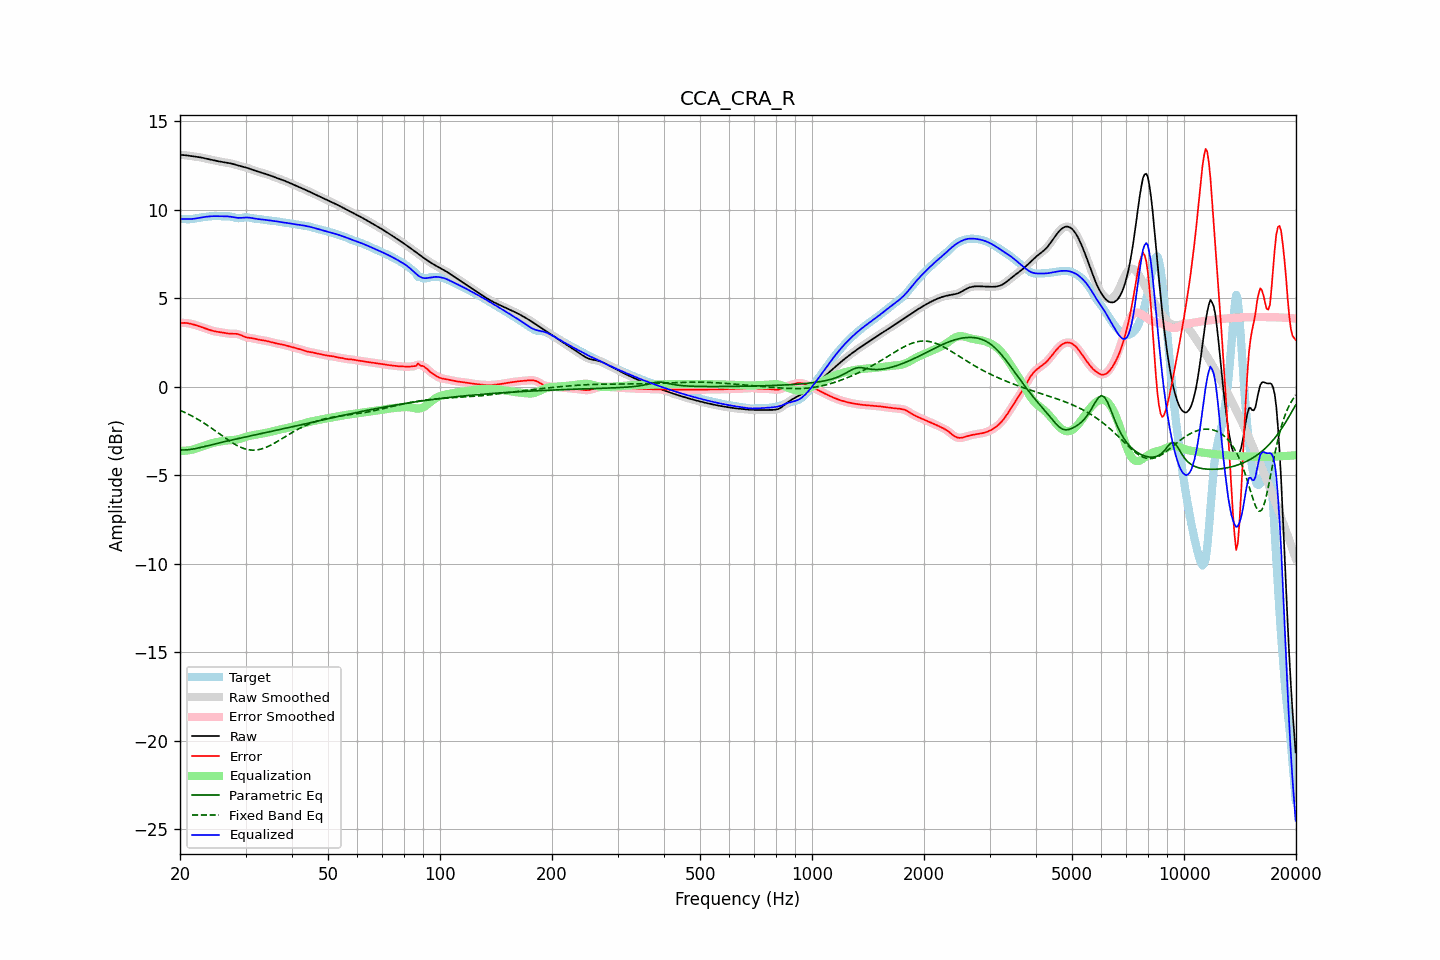 CCA_CRA_R
15
10
5
0
−5
−10
−15
−20
−25
Amplitude (dBr)
Target
Raw Smoothed
Error Smoothed
Raw
Error
Equalization
Parametric Eq
Fixed Band Eq
Equalized
20 50 100 200 500 1000 2000 5000 10000 20000
Frequency (Hz)